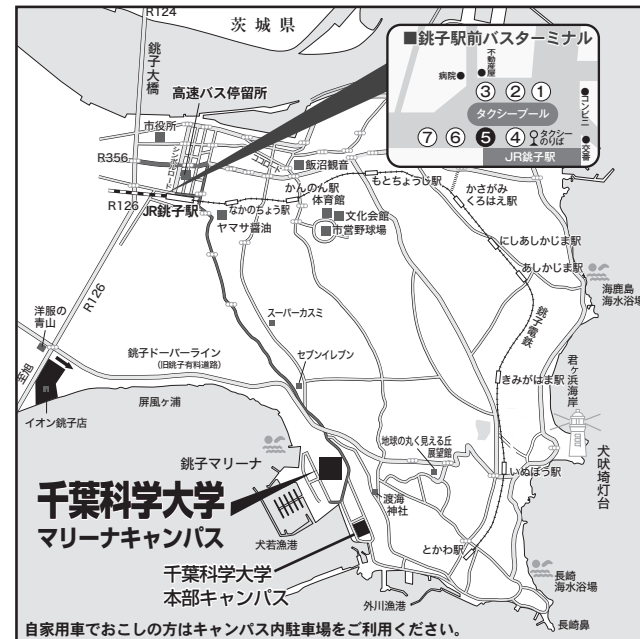 R124
茨城県
銚子大橋
■銚子駅前バスターミナル
不動産屋
病院●
③ ② ①
タクシープール
●コンビニ
⑦ ⑥ ❺ ④ タクシーのりば
●交番
JR銚子駅
高速バス停留所
市役所
R356
シンボルロード
ココロード
飯沼観音
R126
JR銚子駅
なかのちょう駅
ヤマサ醤油
かんのん駅
体育館
文化会館
市営野球場
もとちょうし駅
かさがみ
くろはえ駅
にしあしかじま駅
あしかじま駅
海鹿島
海水浴場
R126
洋服の
青山
至旭
イオン銚子店
銚子ドーバーライン
(旧銚子有料道路)
屏風ヶ浦
スーパーカスミ
セブンイレブン
銚子電鉄
きみがはま駅
君ヶ浜海岸
犬吠埼灯台
いぬぼう駅
地球の丸く見える丘
展望館
銚子マリーナ
千葉科学大学
マリーナキャンパス
犬若漁港
渡海
神社
とかわ駅
千葉科学大学
本部キャンパス
外川漁港
長崎
海水浴場
長崎鼻
自家用車でおこしの方はキャンパス内駐車場をご利用ください。